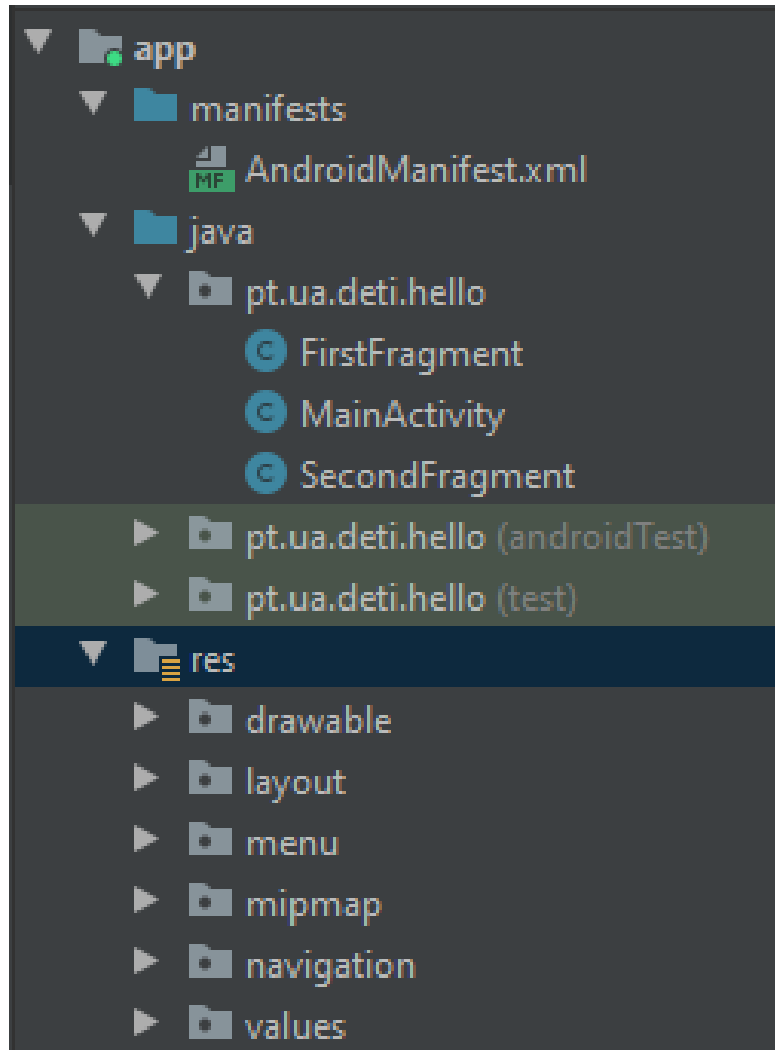 app
manifests
MF AndroidManifest.xml
java
pt.ua.deti.hello
C FirstFragment
C MainActivity
C SecondFragment
pt.ua.deti.hello (androidTest)
pt.ua.deti.hello (test)
res
drawable
layout
menu
mipmap
navigation
values